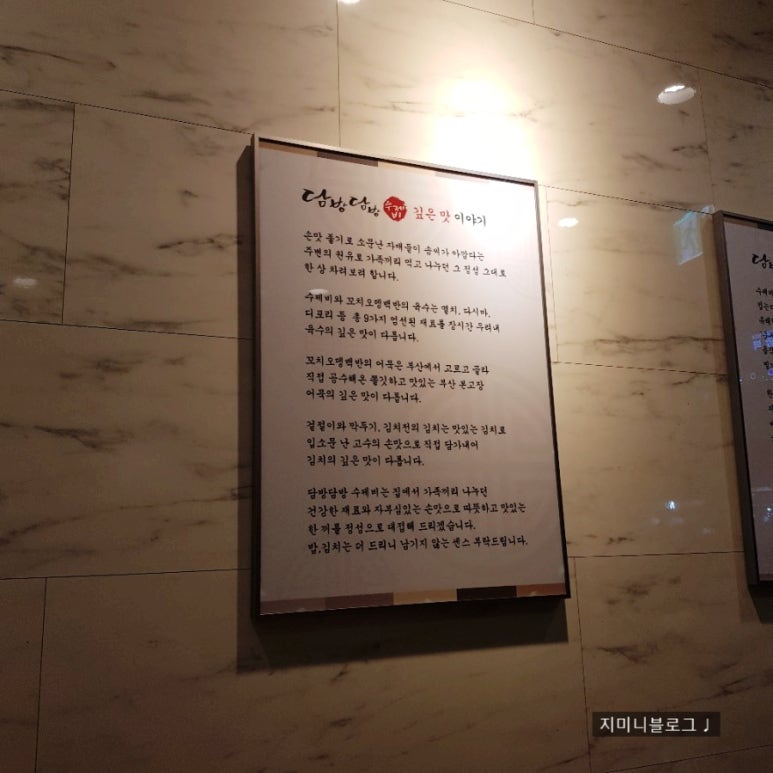 담방담방 수제비 깊은 맛 이야기
손맛 좋기로 소문난 자매들이 솜씨가 아깝다는
주변의 권유로 가족끼리 먹고 나누던 그 정성 그대로
한 상 차려보려 합니다.
수제비와 꼬치오뎅백반의 육수는 멸치, 다시마,
디포리 등 총 9가지 엄선된 재료를 장시간 우려내
육수의 깊은 맛이 다릅니다.
꼬치오뎅백반의 어묵은 부산에서 고르고 골라
직접 공수해온 쫄깃하고 맛있는 부산 본고장
어묵의 깊은 맛이 다릅니다.
겉절이와 깍두기, 김치전의 김치는 맛있는 김치로
입소문 난 고수의 손맛으로 직접 담가내어
김치의 깊은 맛이 다릅니다.
담방담방 수제비는 집에서 가족끼리 나누던
건강한 재료와 자부심있는 손맛으로 따뜻하고 맛있는
한 끼를 정성으로 대접해 드리겠습니다.
밥,김치는 더 드리니 남기지 않는 센스 부탁드립니다.
지미니블로그 ♩